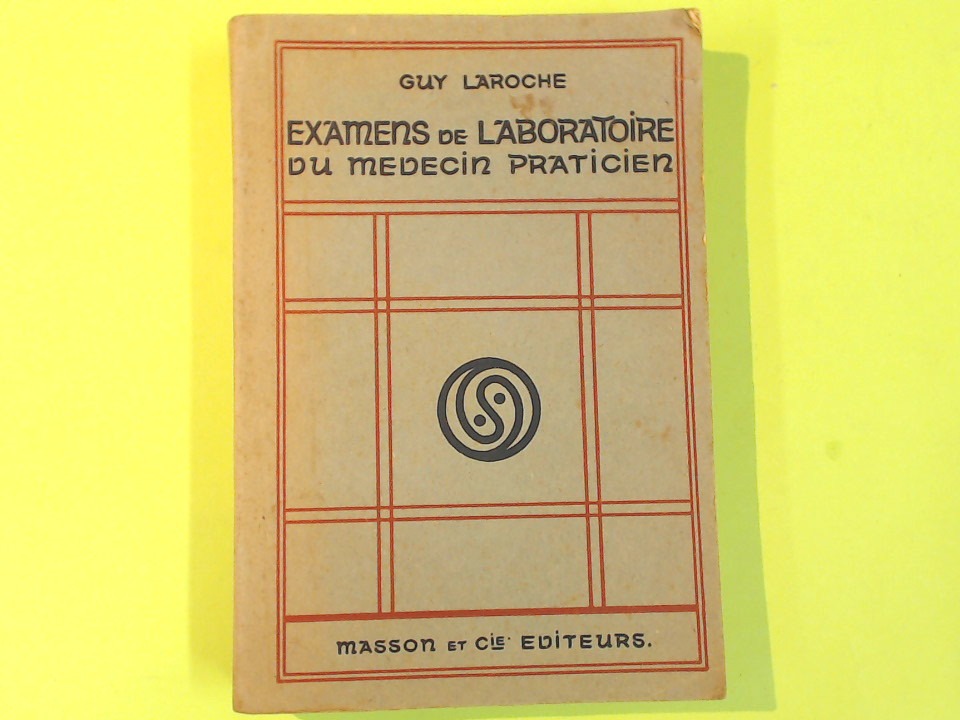 GUY LAROCHE
EXAMENS DE LABORATOIRE
DU MEDECIN PRATICIEN
MASSON ET CIE. EDITEURS.